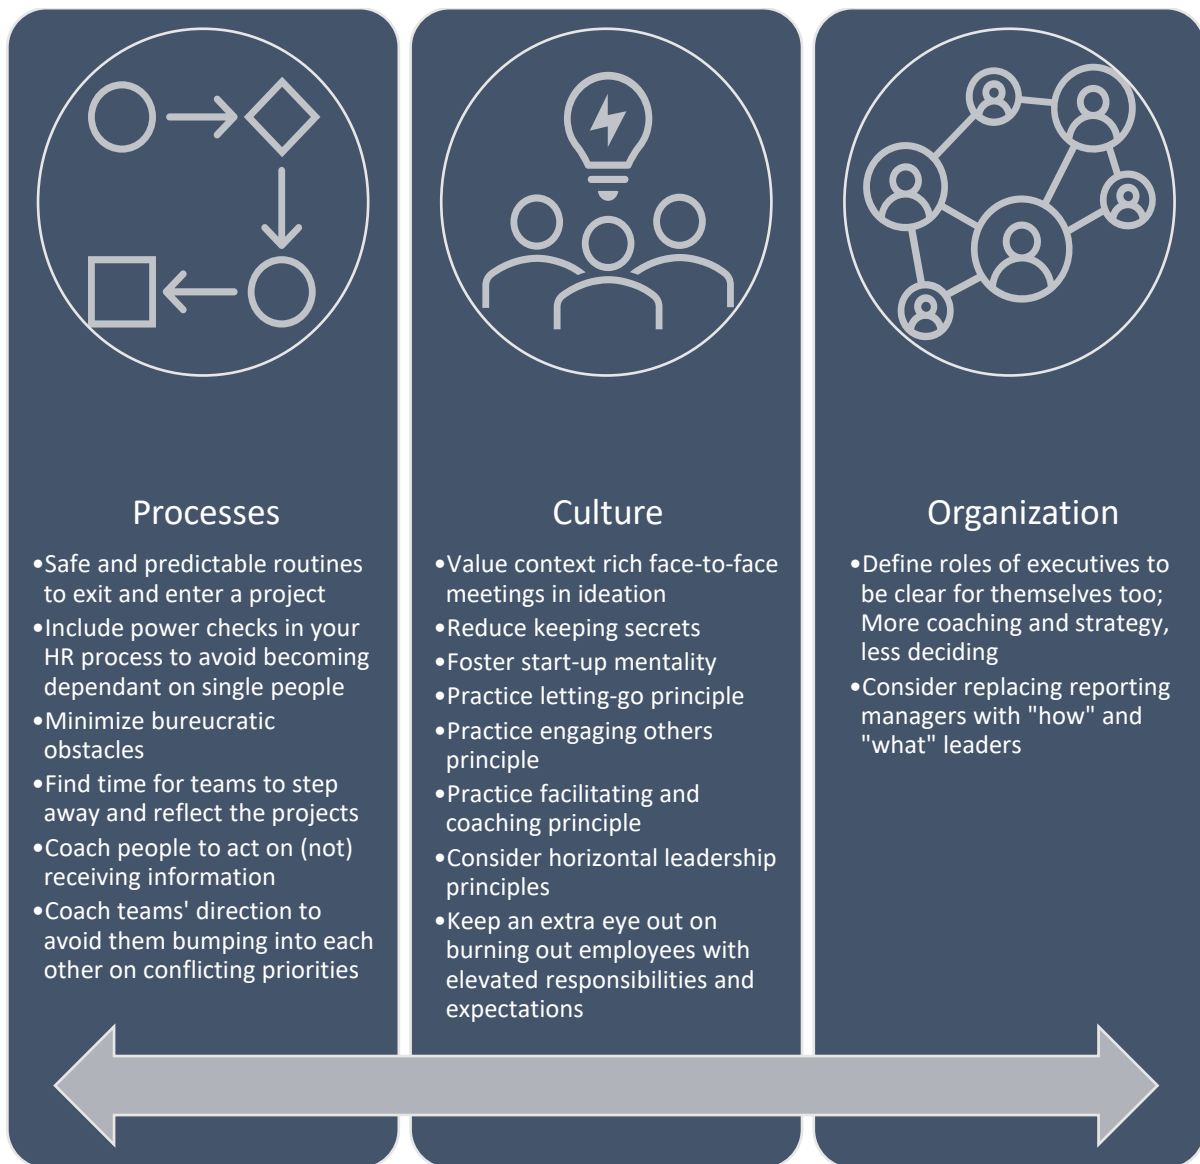 Processes
•Safe and predictable routines
to exit and enter a project
•Include power checks in your
HR process to avoid becoming
dependant on single people
•Minimize bureucratic
obstacles
•Find time for teams to step
away and reflect the projects
•Coach people to act on (not)
receiving information
•Coach teams' direction to
avoid them bumping into each
other on conflicting priorities
Culture
•Value context rich face-to-face
meetings in ideation
•Reduce keeping secrets
•Foster start-up mentality
•Practice letting-go principle
•Practice engaging others
principle
•Practice facilitating and
coaching principle
•Consider horizontal leadership
principles
•Keep an extra eye out on
burning out employees with
elevated responsibilities and
expectations
Organization
•Define roles of executives to
be clear for themselves too;
More coaching and strategy,
less deciding
•Consider replacing reporting
managers with "how" and
"what" leaders